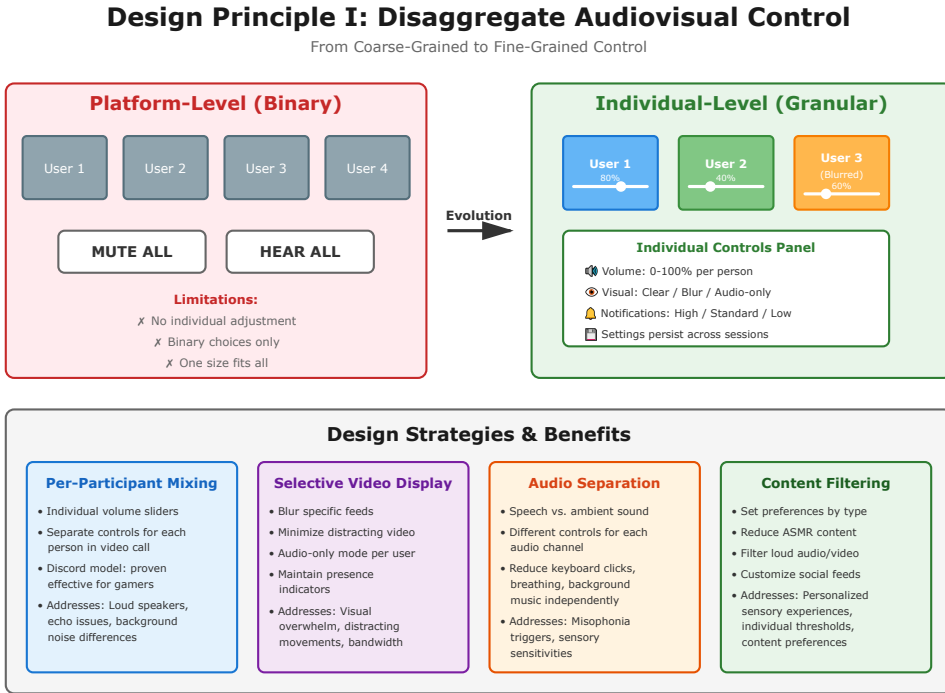 Design Principle I: Disaggregate Audiovisual Control
From Coarse-Grained to Fine-Grained Control
Platform-Level (Binary)
User 1
User 2
User 3
User 4
MUTE ALL
HEAR ALL
Limitations:
✗ No individual adjustment
✗ Binary choices only
✗ One size fits all
Evolution
Individual-Level (Granular)
User 1
80%
User 2
40%
User 3
(Blurred)
60%
Individual Controls Panel
🔊 Volume: 0-100% per person
👁 Visual: Clear / Blur / Audio-only
🔔 Notifications: High / Standard / Low
💾 Settings persist across sessions
Design Strategies & Benefits
Per-Participant Mixing
• Individual volume sliders
• Separate controls for each
person in video call
• Discord model: proven
effective for gamers
• Addresses: Loud speakers,
echo issues, background
noise differences
Selective Video Display
• Blur specific feeds
• Minimize distracting video
• Audio-only mode per user
• Maintain presence
indicators
• Addresses: Visual
overwhelm, distracting
movements, bandwidth
Audio Separation
• Speech vs. ambient sound
• Different controls for each
audio channel
• Reduce keyboard clicks,
breathing, background
music independently
• Addresses: Misophonia
triggers, sensory
sensitivities
Content Filtering
• Set preferences by type
• Reduce ASMR content
• Filter loud audio/video
• Customize social feeds
• Addresses: Personalized
sensory experiences,
individual thresholds,
content preferences